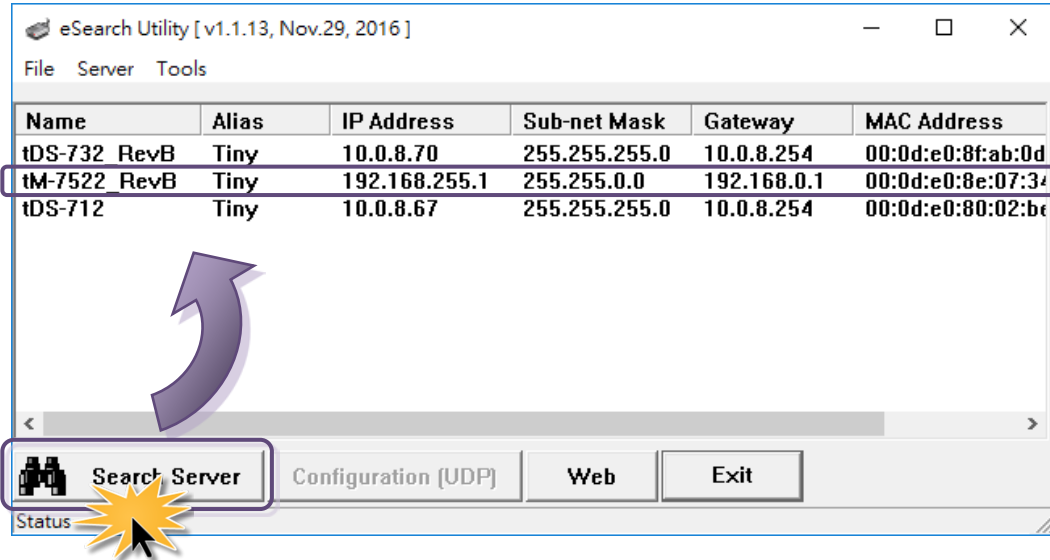 eSearch Utility [ v1.1.13, Nov.29, 2016 ]
File Server Tools
Name Alias IP Address Sub-net Mask Gateway MAC Address
tDS-732_RevB Tiny 10.0.8.70 255.255.255.0 10.0.8.254 00:0d:e0:8f:ab:0d
tM-7522_RevB Tiny 192.168.255.1 255.255.0.0 192.168.0.1 00:0d:e0:8e:07:34
tDS-712 Tiny 10.0.8.67 255.255.255.0 10.0.8.254 00:0d:e0:80:02:be
Search Server Configuration (UDP) Web Exit
Status